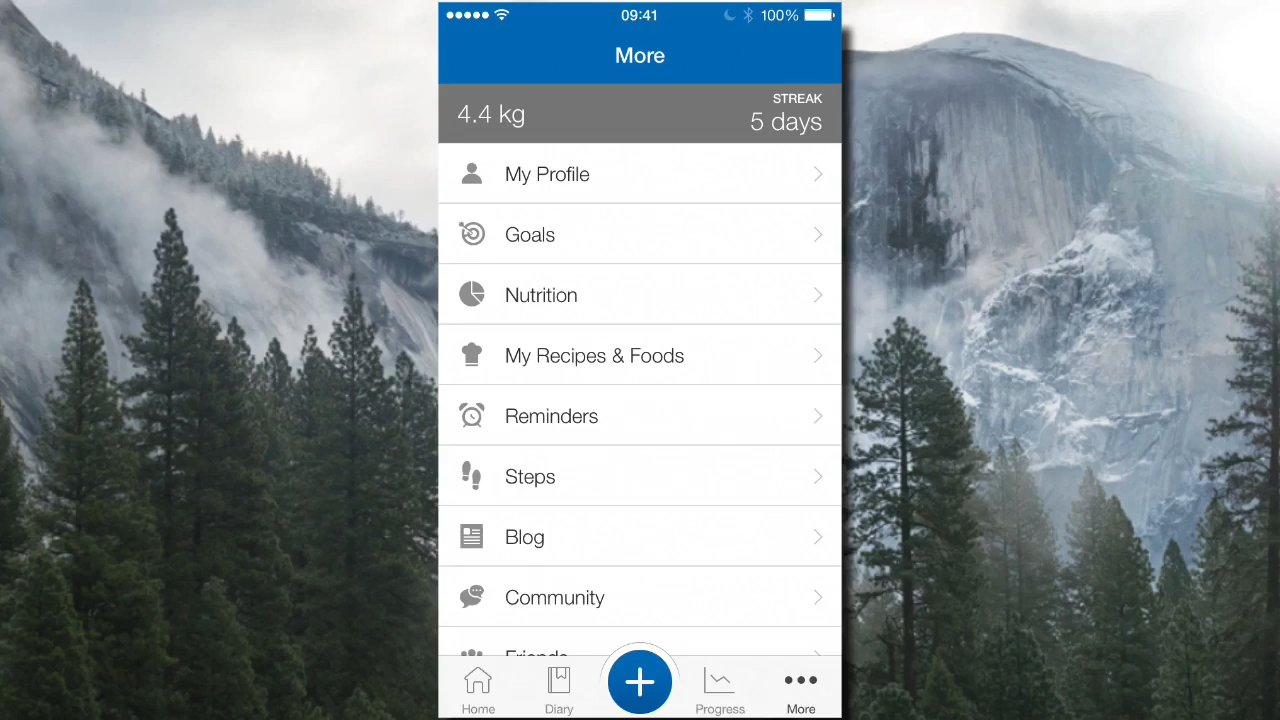 09:41
100%
More
4.4 kg
STREAK
5 days
My Profile
Goals
Nutrition
My Recipes & Foods
Reminders
Steps
Blog
Community
Friends
Home
Diary
Progress
More